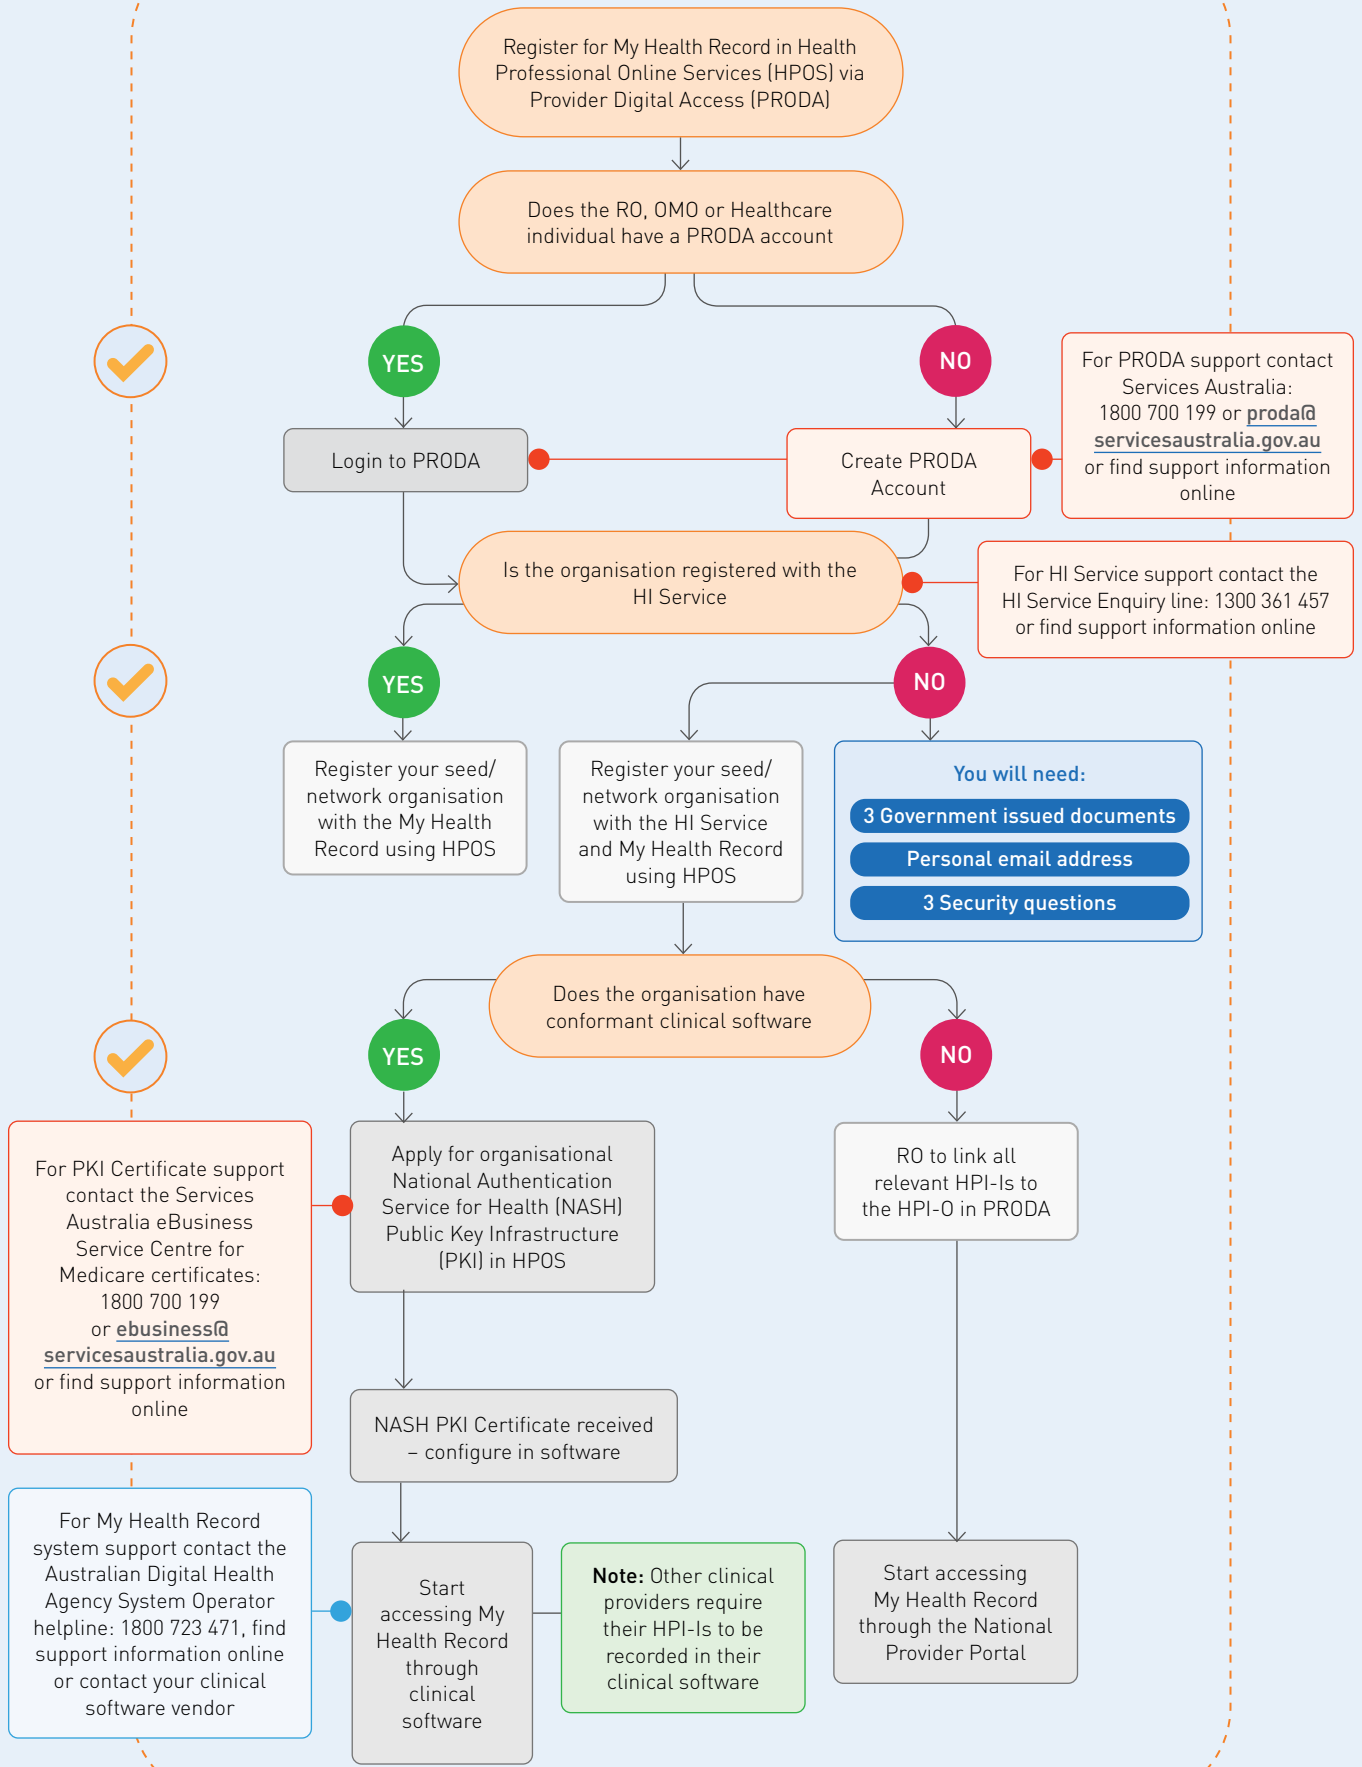 Register for My Health Record in Health
Professional Online Services (HPOS) via
Provider Digital Access (PRODA)
Does the RO, OMO or Healthcare
individual have a PRODA account
YES
NO
For PRODA support contact
Services Australia:
1800 700 199 or proda@
servicesaustralia.gov.au
or find support information
online
Login to PRODA
Create PRODA
Account
Is the organisation registered with the
HI Service
For HI Service support contact the
HI Service Enquiry line: 1300 361 457
or find support information online
YES
NO
Register your seed/
network organisation
with the My Health
Record using HPOS
Register your seed/
network organisation
with the HI Service
and My Health Record
using HPOS
You will need:
3 Government issued documents
Personal email address
3 Security questions
Does the organisation have
conformant clinical software
YES
NO
For PKI Certificate support
contact the Services
Australia eBusiness
Service Centre for
Medicare certificates:
1800 700 199
or ebusiness@
servicesaustralia.gov.au
or find support information
online
Apply for organisational
National Authentication
Service for Health (NASH)
Public Key Infrastructure
(PKI) in HPOS
RO to link all
relevant HPI-Is to
the HPI-O in PRODA
NASH PKI Certificate received
– configure in software
For My Health Record
system support contact the
Australian Digital Health
Agency System Operator
helpline: 1800 723 471, find
support information online
or contact your clinical
software vendor
Start
accessing My
Health Record
through
clinical
software
Note: Other clinical
providers require
their HPI-Is to be
recorded in their
clinical software
Start accessing
My Health Record
through the National
Provider Portal